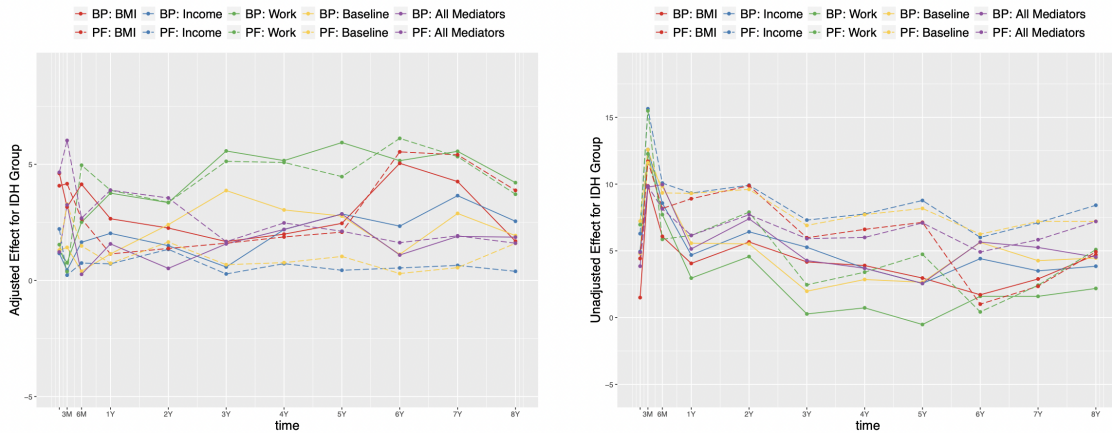 BP: BMI BP: Income BP: Work BP: Baseline BP: All Mediators
PF: BMI PF: Income PF: Work PF: Baseline PF: All Mediators
Adjusted Effect for IDH Group
5
0
−5
3M 6M 1Y 2Y 3Y 4Y 5Y 6Y 7Y 8Y
time
BP: BMI BP: Income BP: Work BP: Baseline BP: All Mediators
PF: BMI PF: Income PF: Work PF: Baseline PF: All Mediators
Unadjusted Effect for IDH Group
15
10
5
0
−5
3M 6M 1Y 2Y 3Y 4Y 5Y 6Y 7Y 8Y
time